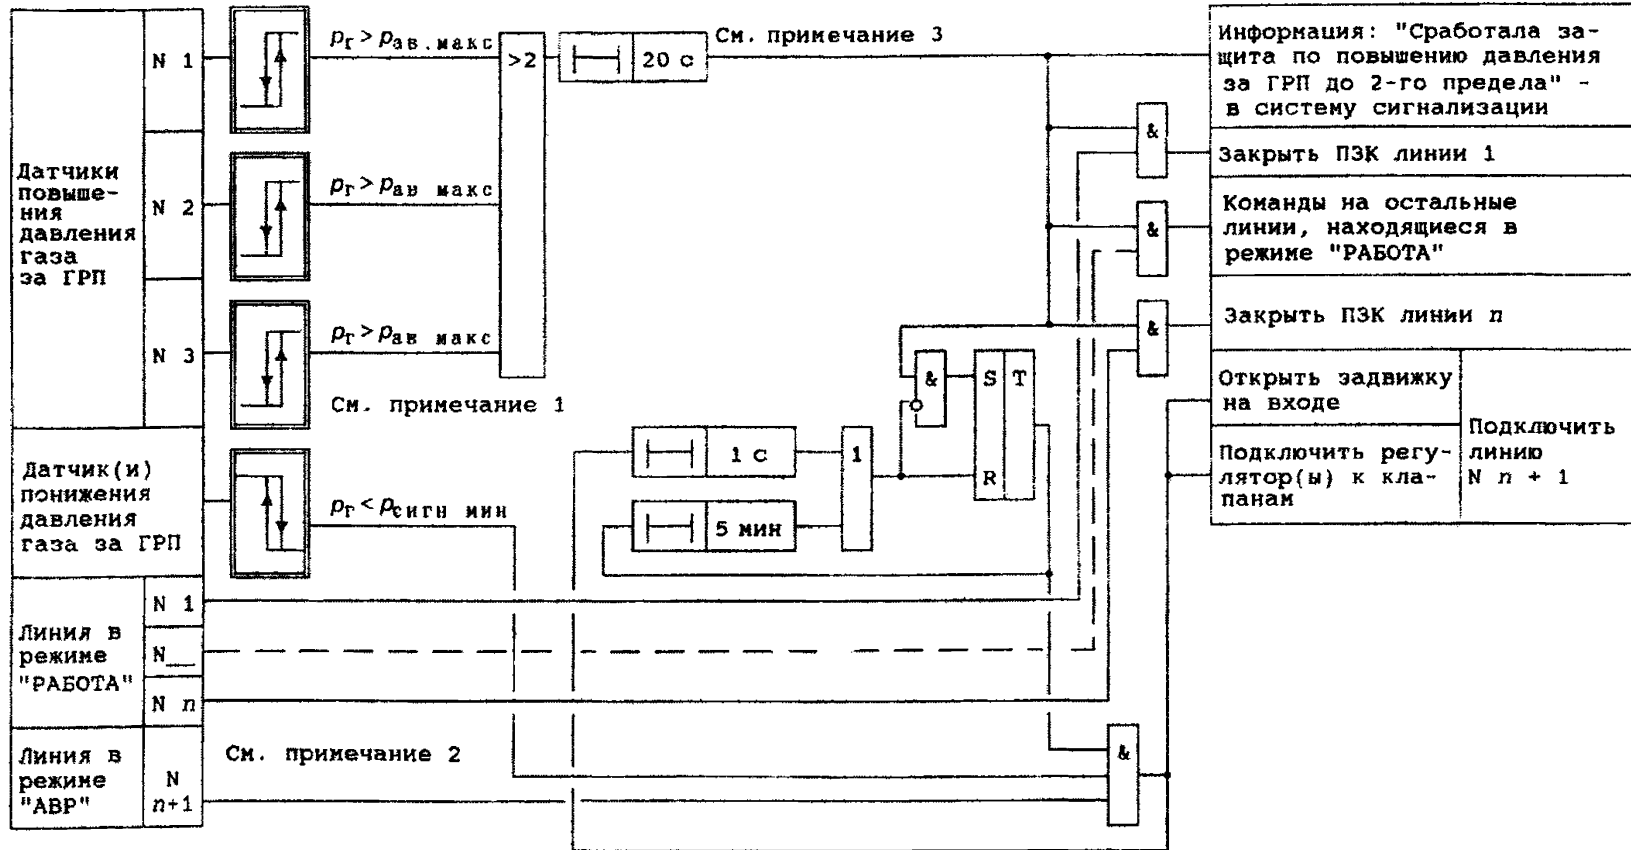 Датчики
повыше-
ния
давления
газа
за ГРП
N 1
N 2
N 3
pг > pав.макс
pг > pав макс
pг > pав макс
См. примечание 1
>2
20 с
См. примечание 3
Датчик(и)
понижения
давления
газа за ГРП
pг < pсигн мин
1 с
5 мин
1
&
S
T
R
Линия в
режиме
"РАБОТА"
N 1
N__
N n
Линия в
режиме
"АВР"
N
n+1
См. примечание 2
&
&
&
&
Информация: "Сработала за-
щита по повышению давления
за ГРП до 2-го предела" -
в систему сигнализации
Закрыть ПЗК линии 1
Команды на остальные
линии, находящиеся в
режиме "РАБОТА"
Закрыть ПЗК линии n
Открыть задвижку
на входе
Подключить регу-
лятор(ы) к кла-
панам
Подключить
линию
N n + 1